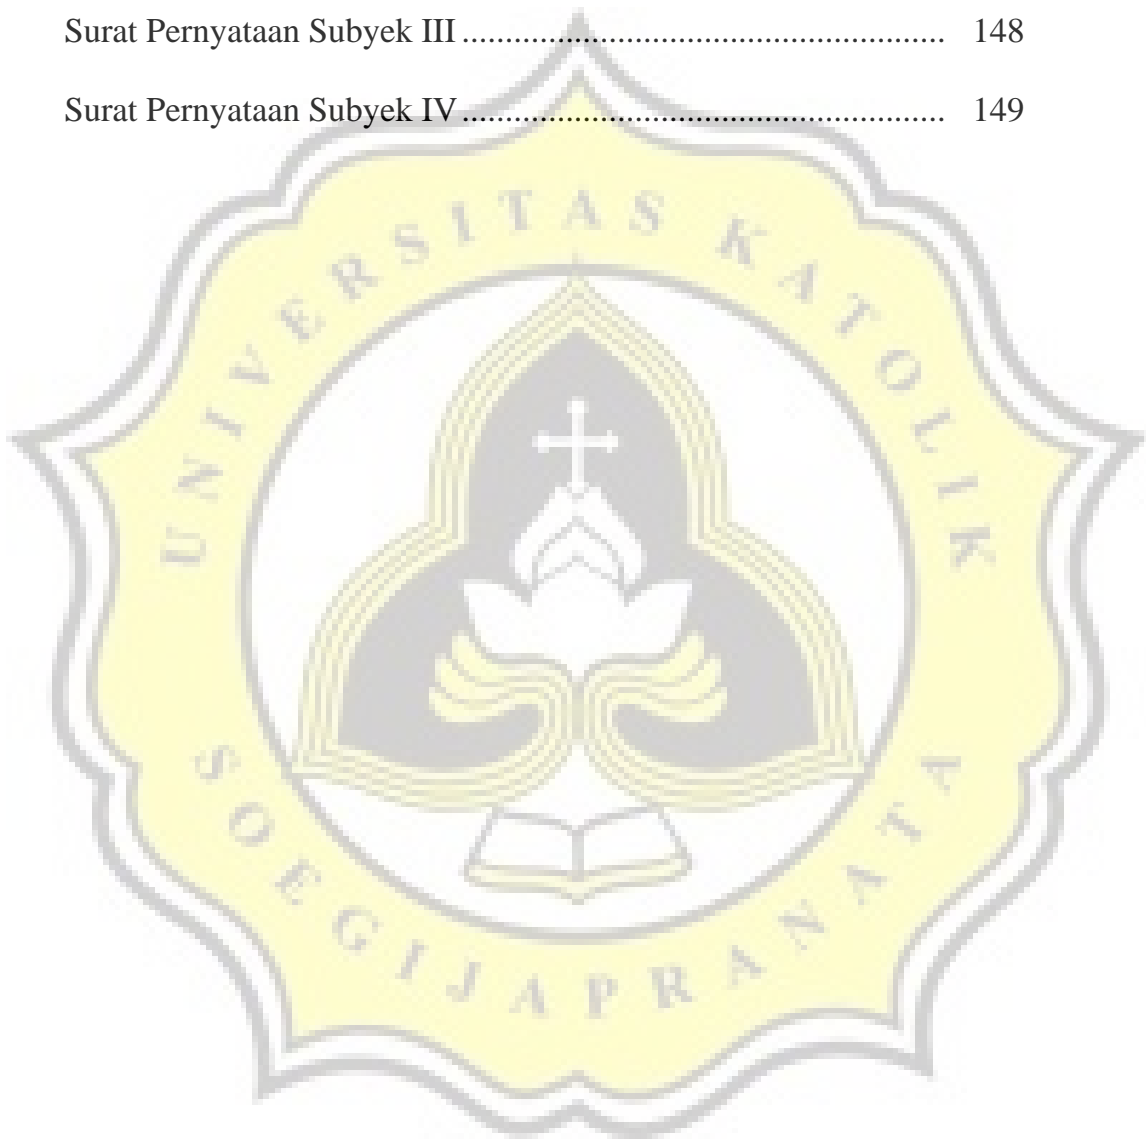 Surat Pernyataan Subyek III ........................................................ 148
Surat Pernyataan Subyek IV ........................................................ 149
UNIVERSITAS KATOLIK
SOEGIJAPRANATA